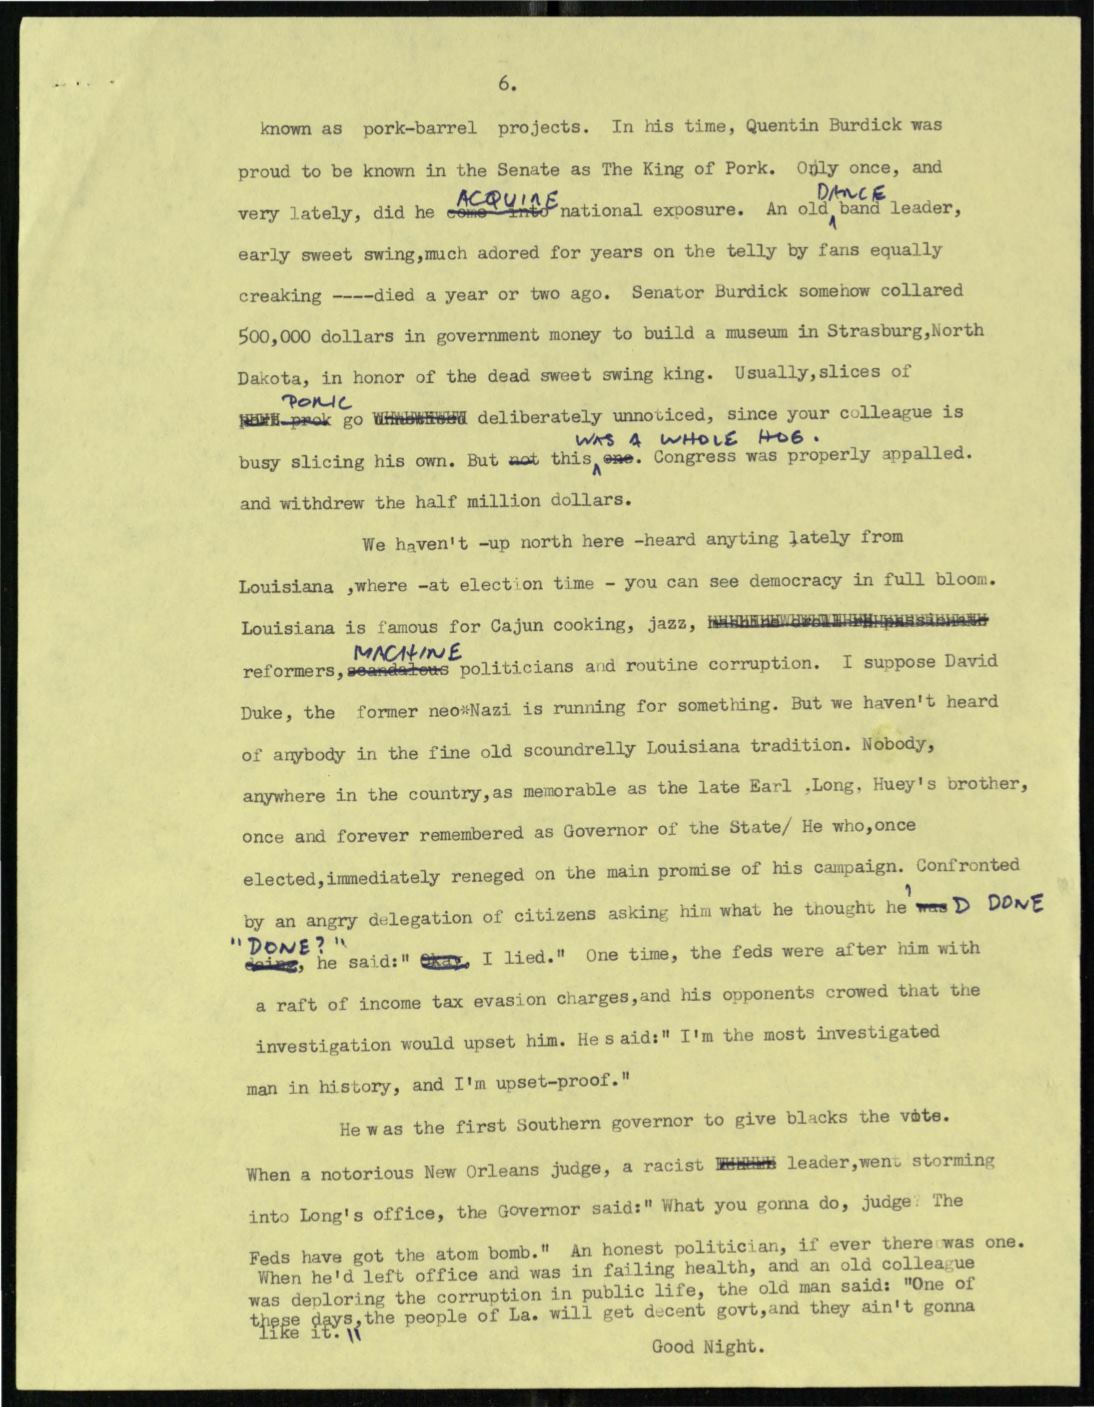 6.
known as pork-barrel projects. In his time, Quentin Burdick was
proud to be known in the Senate as The King of Pork. Only once, and
ACQUIRE DANCE
very lately, did he come into national exposure. An old band leader,
early sweet swing,much adored for years on the telly by fans equally
creaking ----died a year or two ago. Senator Burdick somehow collared
500,000 dollars in government money to build a museum in Strasburg,North
Dakota, in honor of the dead sweet swing king. Usually,slices of
PORK
prok go deliberately unnoticed, since your colleague is
WAS A WHOLE HOG.
busy slicing his own. But not this one. Congress was properly appalled.
and withdrew the half million dollars.
We haven't -up north here -heard anyting lately from
Louisiana ,where -at election time - you can see democracy in full bloom.
Louisiana is famous for Cajun cooking, jazz,
MACHINE
reformers, scandalous politicians and routine corruption. I suppose David
Duke, the former neo*Nazi is running for something. But we haven't heard
of anybody in the fine old scoundrelly Louisiana tradition. Nobody,
anywhere in the country,as memorable as the late Earl ,Long, Huey's brother,
once and forever remembered as Governor of the State/ He who,once
elected,immediately reneged on the main promise of his campaign. Confronted
by an angry delegation of citizens asking him what he thought he was 'D DONE
"DONE?"
doing, he said:" Okay, I lied." One time, the feds were after him with
a raft of income tax evasion charges,and his opponents crowed that the
investigation would upset him. He said:" I'm the most investigated
man in history, and I'm upset-proof."
He was the first Southern governor to give blacks the vote.
When a notorious New Orleans judge, a racist leader,went storming
into Long's office, the Governor said:" What you gonna do, judge. The
Feds have got the atom bomb." An honest politician, if ever there was one.
When he'd left office and was in failing health, and an old colleague
was deploring the corruption in public life, the old man said: "One of
these days,the people of La. will get decent govt,and they ain't gonna
like it."
Good Night.